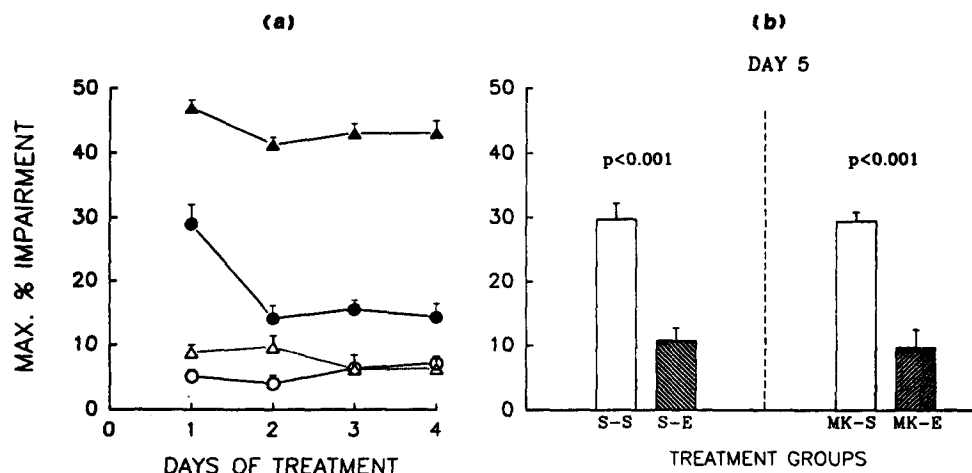 (a)
MAX. % IMPAIRMENT
50
40
30
20
10
0
0 1 2 3 4
DAYS OF TREATMENT
(b)
DAY 5
50
40
30
20
10
0
p<0.001
p<0.001
S-S S-E MK-S MK-E
TREATMENT GROUPS